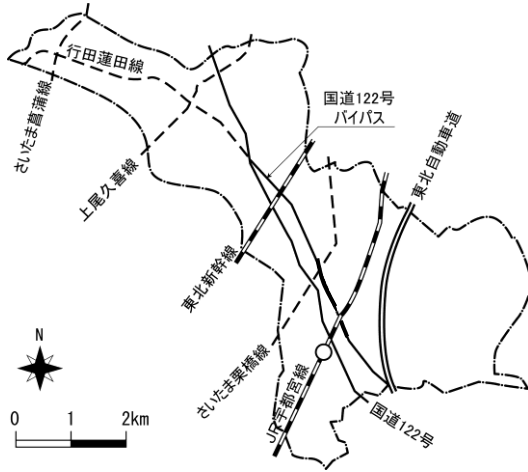 行田蓮田線
さいたま菖蒲線
上尾久喜線
国道122号
バイパス
東北自動車道
東北新幹線
さいたま栗橋線
JR宇都宮線
国道122号
N
0 1 2km